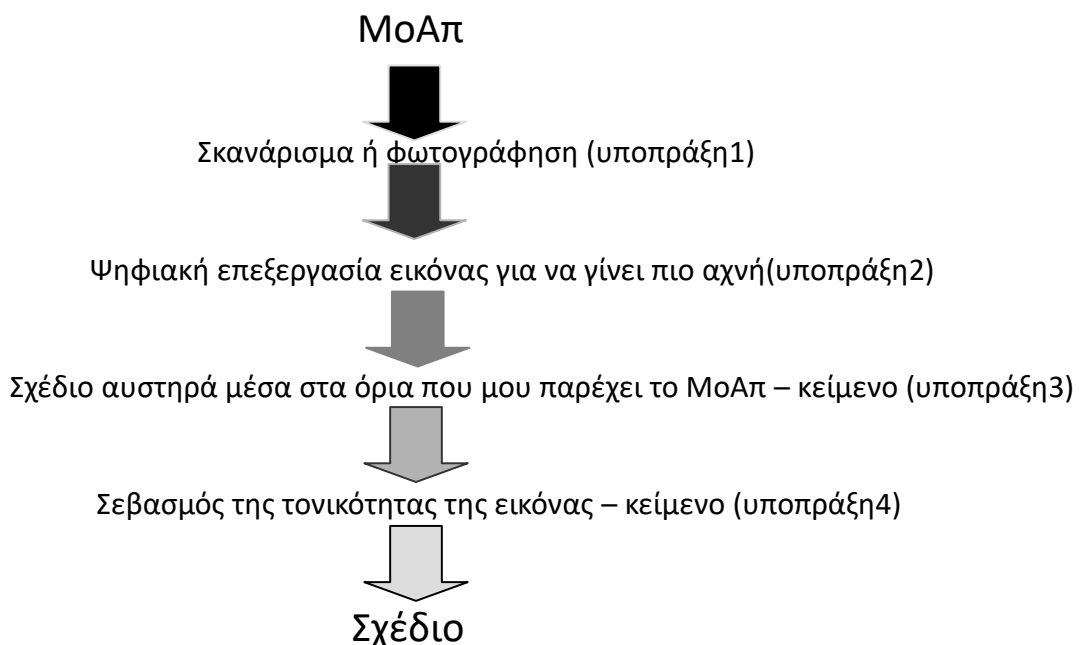 ΜοΑπ
Σκανάρισμα ή φωτογράφηση (υποπράξη1)
Ψηφιακή επεξεργασία εικόνας για να γίνει πιο αχνή(υποπράξη2)
Σχέδιο αυστηρά μέσα στα όρια που μου παρέχει το ΜοΑπ – κείμενο (υποπράξη3)
Σεβασμός της τονικότητας της εικόνας – κείμενο (υποπράξη4)
Σχέδιο